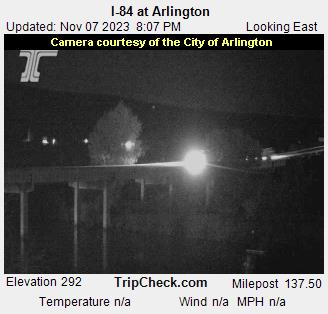 I-84 at Arlington
Updated: Nov 07 2023 8:07 PM Looking East
Camera courtesy of the City of Arlington
Elevation 292 TripCheck.com Milepost 137.50
Temperature n/a Wind n/a MPH n/a